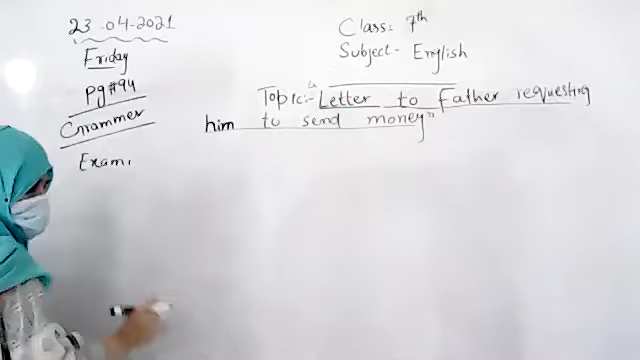 23-04-2021
Friday
Pg#94
Grammer
Exam,
Class: 7th
Subject- English
Topic:- "Letter to Father requesting
him to send money"